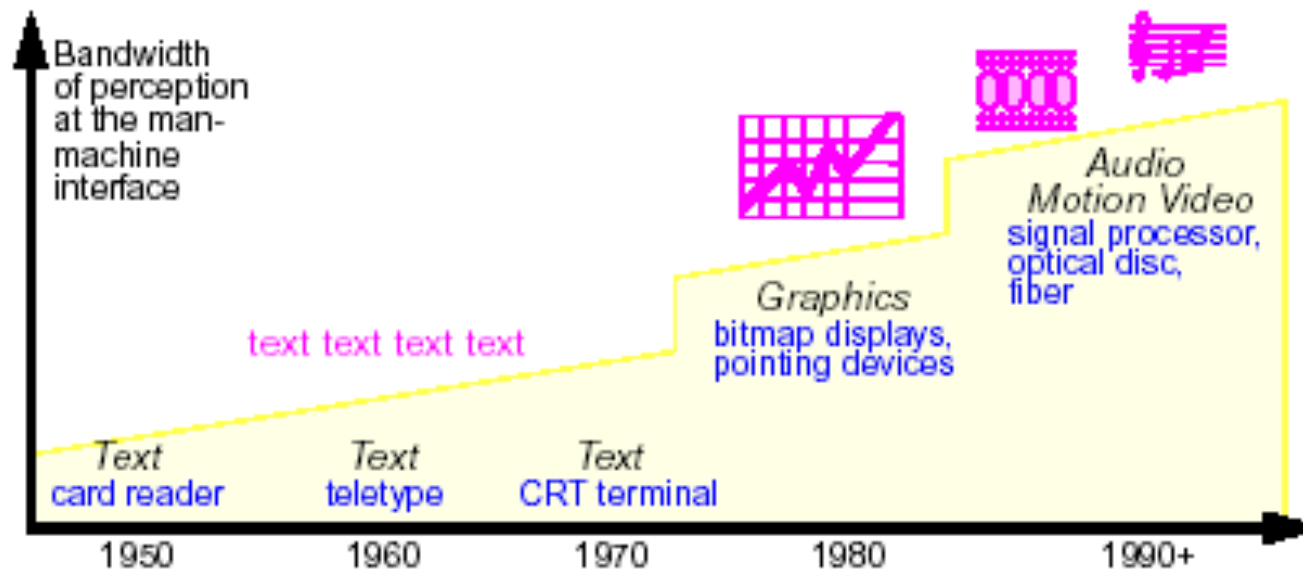 Bandwidth
of perception
at the man-
machine
interface
Audio
Motion Video
signal processor,
optical disc,
fiber
Graphics
bitmap displays,
pointing devices
text text text text
Text Text Text
card reader teletype CRT terminal
1950 1960 1970 1980 1990+